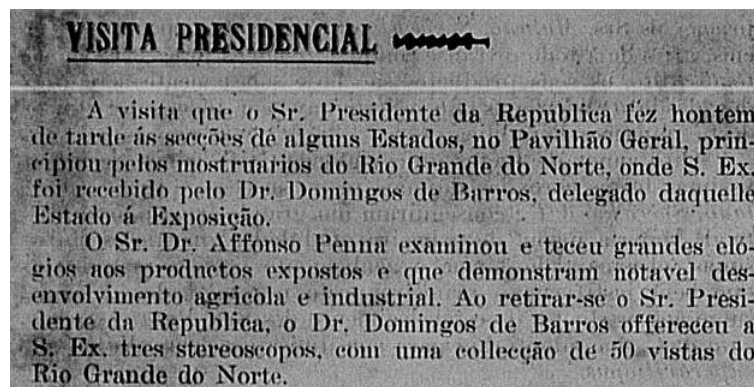 VISITA PRESIDENCIAL
A visita que o Sr. Presidente da Republica fez hontem
de tarde ás secções de alguns Estados, no Pavilhão Geral, prin-
cipiou pelos mostruarios do Rio Grande do Norte, onde S. Ex.
foi recebido pelo Dr. Domingos de Barros, delegado daquelle
Estado á Exposição.
O Sr. Dr. Affonso Penna examinou e teceu grandes elo-
gios aos productos expostos e que demonstram notavel des-
envolvimento agricola e industrial. Ao retirar-se o Sr. Presi
dente da Republica, o Dr. Domingos de Barros offereceu a
S. Ex. tres stereoscopos, com uma collecção de 50 vistas do
Rio Grande do Norte.